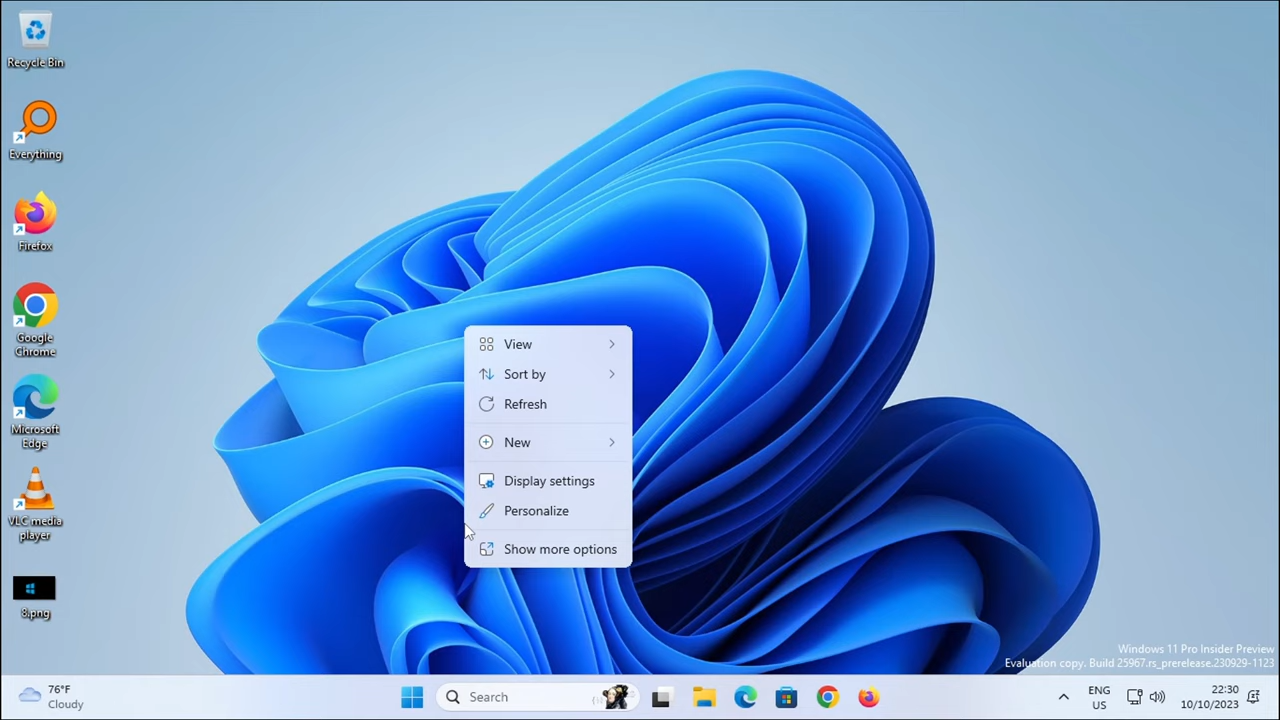 Recycle Bin
Everything
Firefox
Google
Chrome
Microsoft
Edge
VLC media
player
8.png
View
Sort by
Refresh
New
Display settings
Personalize
Show more options
Windows 11 Pro Insider Preview
Evaluation copy. Build 25967.rs_prerelease.230929-1123
76°F
Cloudy
Search
ENG
US
22:30
10/10/2023